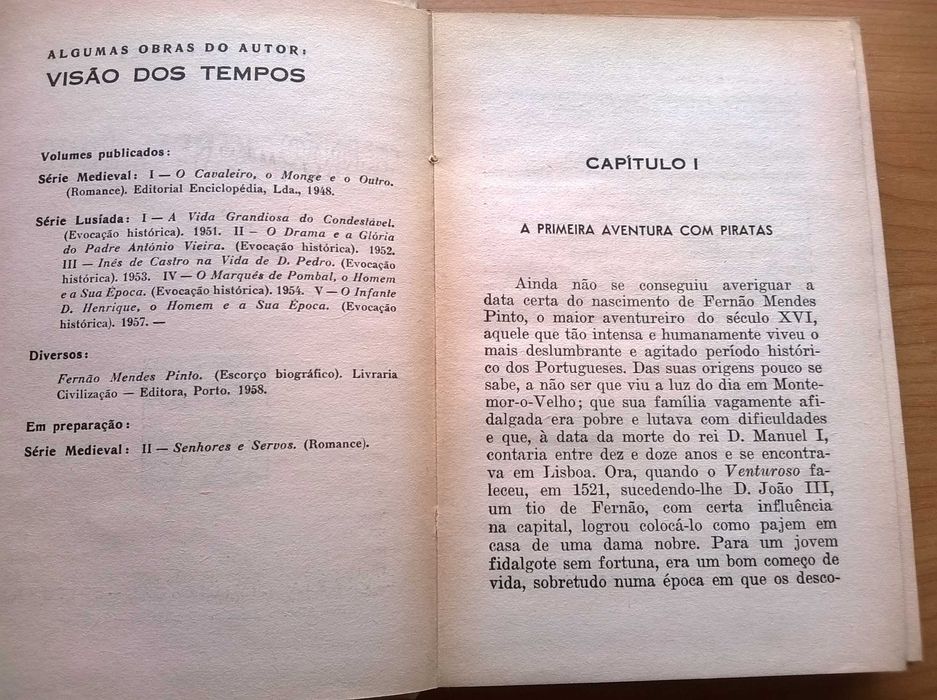 ALGUMAS OBRAS DO AUTOR:
VISÃO DOS TEMPOS
Volumes publicados:
Série Medieval: I — O Cavaleiro, o Monge e o Outro.
(Romance). Editorial Enciclopédia, Lda., 1948.
Série Lusíada: I — A Vida Grandiosa do Condestável.
(Evocação histórica). 1951. II — O Drama e a Glória
do Padre António Vieira. (Evocação histórica). 1952.
III — Inês de Castro na Vida de D. Pedro. (Evocação
histórica). 1953. IV — O Marquês de Pombal, o Homem
e a Sua Época. (Evocação histórica). 1954. V — O Infante
D. Henrique, o Homem e a Sua Época. (Evocação
histórica). 1957. —
Diversos:
Fernão Mendes Pinto. (Escorço biográfico). Livraria
Civilização — Editora, Porto. 1958.
Em preparação:
Série Medieval: II — Senhores e Servos. (Romance).
CAPÍTULO I
A PRIMEIRA AVENTURA COM PIRATAS
Ainda não se conseguiu averiguar a
data certa do nascimento de Fernão Mendes
Pinto, o maior aventureiro do século XVI,
aquele que tão intensa e humanamente viveu o
mais deslumbrante e agitado período históri-
co dos Portugueses. Das suas origens pouco se
sabe, a não ser que viu a luz do dia em Monte-
mor-o-Velho; que sua família vagamente afi-
dalgada era pobre e lutava com dificuldades
e que, à data da morte do rei D. Manuel I,
contaria entre dez e doze anos e se encontra-
va em Lisboa. Ora, quando o Venturoso fa-
leceu, em 1521, sucedendo-lhe D. João III,
um tio de Fernão, com certa influência
na capital, logrou colocá-lo como pajem em
casa de uma dama nobre. Para um jovem
fidalgote sem fortuna, era um bom começo de
vida, sobretudo numa época em que os desco-